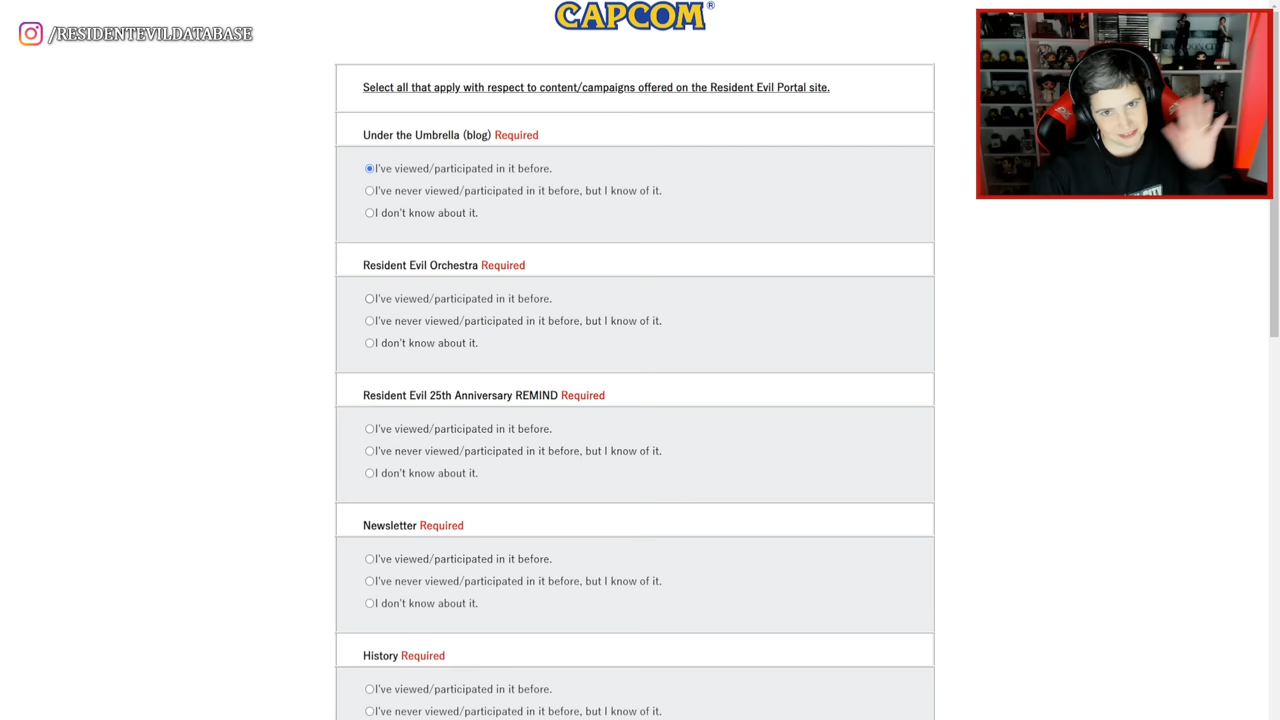 CAPCOM®
/RESIDENTEVILDATABASE
Select all that apply with respect to content/campaigns offered on the Resident Evil Portal site.
Under the Umbrella (blog) Required
I've viewed/participated in it before.
I've never viewed/participated in it before, but I know of it.
I don't know about it.
Resident Evil Orchestra Required
I've viewed/participated in it before.
I've never viewed/participated in it before, but I know of it.
I don't know about it.
Resident Evil 25th Anniversary REMIND Required
I've viewed/participated in it before.
I've never viewed/participated in it before, but I know of it.
I don't know about it.
Newsletter Required
I've viewed/participated in it before.
I've never viewed/participated in it before, but I know of it.
I don't know about it.
History Required
I've viewed/participated in it before.
I've never viewed/participated in it before, but I know of it.